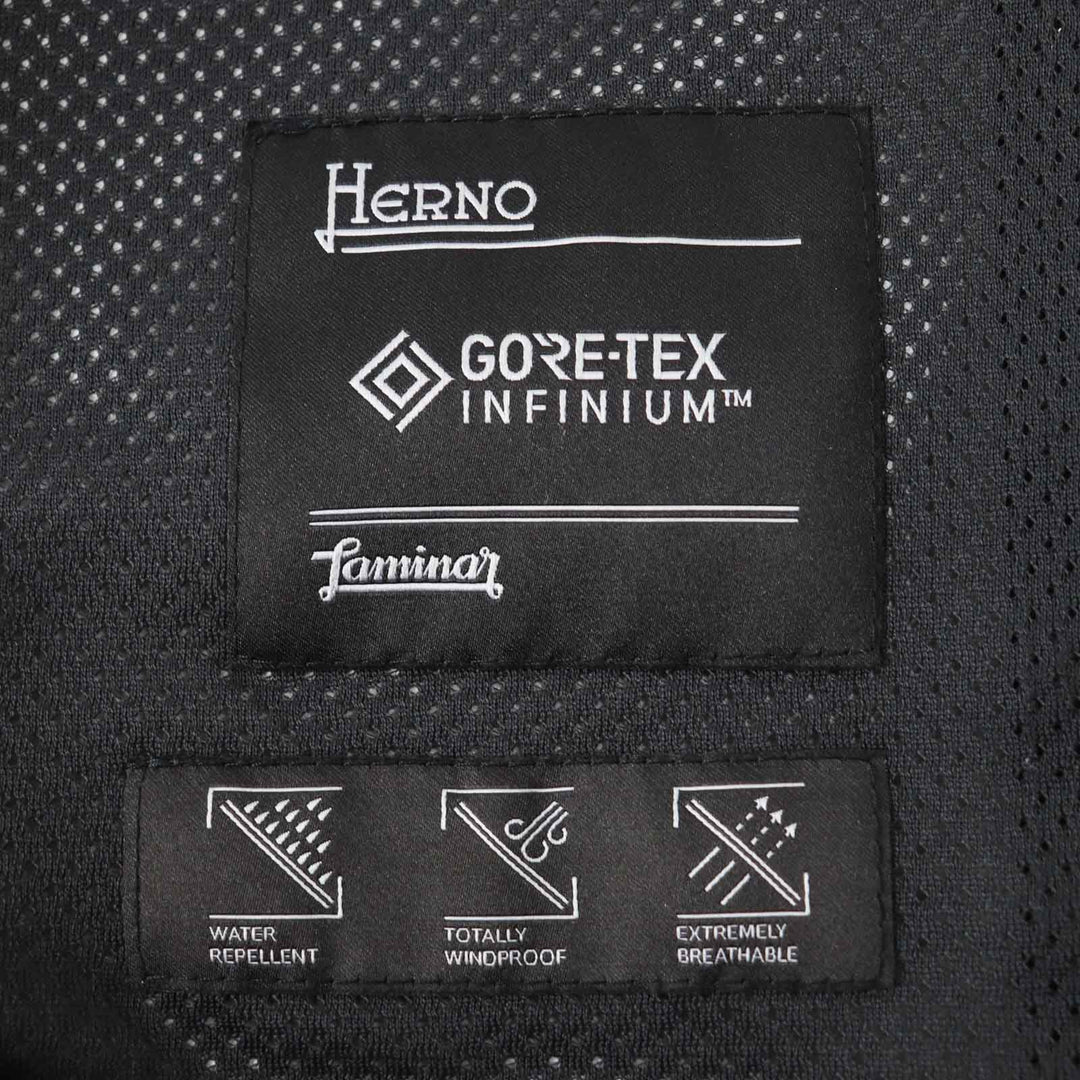 HERNO
GORE-TEX
INFINIUM™
Laminar
WATER
REPELLENT
TOTALLY
WINDPROOF
EXTREMELY
BREATHABLE